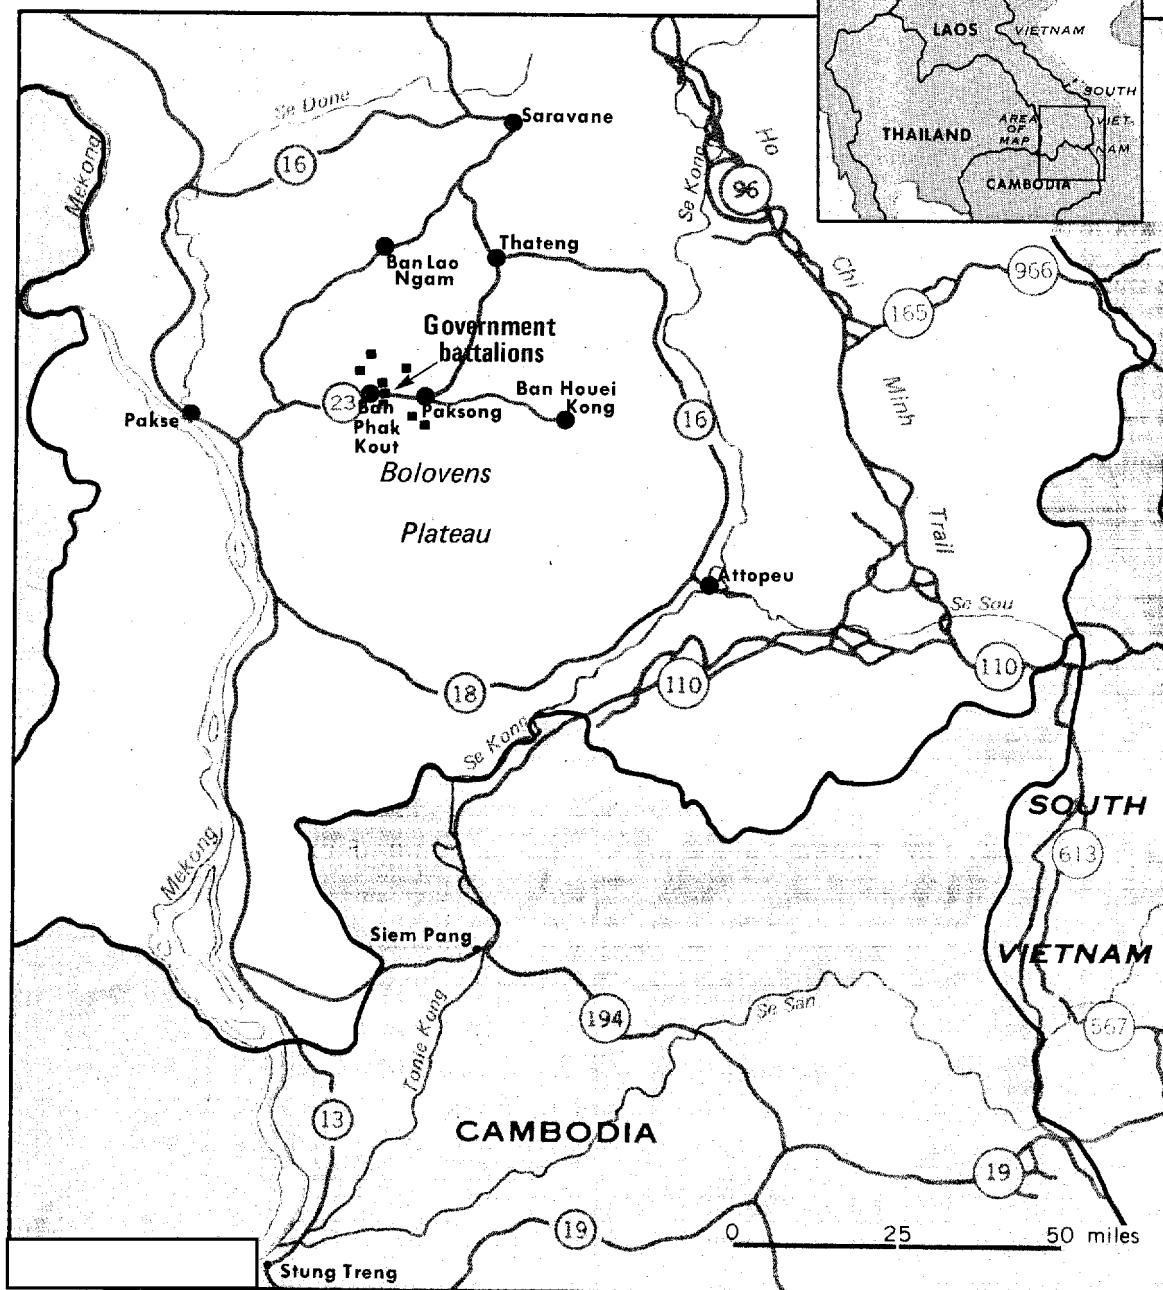 LAOS
VIETNAM
SOUTH
VIET-
NAM
AREA
OF
MAP
THAILAND
CAMBODIA
Se Done
Saravane
Mekong
16
Ho
Se Kong
96
Thateng
Ban Lao
Ngam
Chi
966
165
Government
battalions
Ban Houei
Kong
23
Ban
Phak
Kout
Paksong
Pakse
16
Minh
Bolovens
Plateau
Trail
Attopeu
Se Sou
110
110
18
Se Kong
SOUTH
613
Mekong
VIETNAM
Siem Pang
Se San
194
667
Tonle Kong
13
CAMBODIA
19
19
0 25 50 miles
Stung Treng